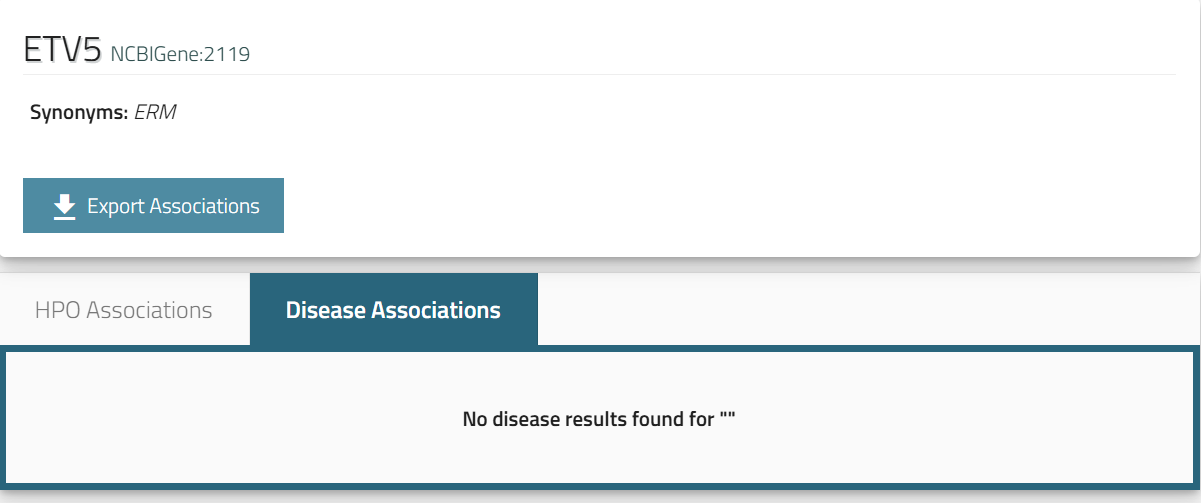 ETV5 NCBIGene:2119
Synonyms: ERM
Export Associations
HPO Associations Disease Associations
No disease results found for ""